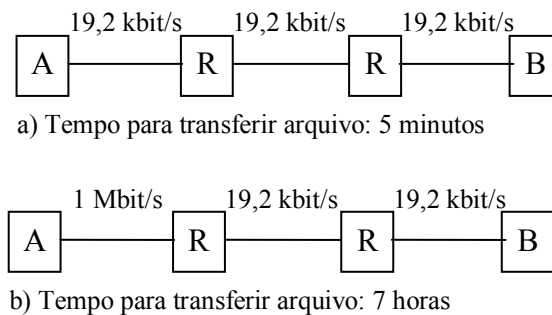 19,2 kbit/s 19,2 kbit/s 19,2 kbit/s
A R R B
a) Tempo para transferir arquivo: 5 minutos
1 Mbit/s 19,2 kbit/s 19,2 kbit/s
A R R B
b) Tempo para transferir arquivo: 7 horas